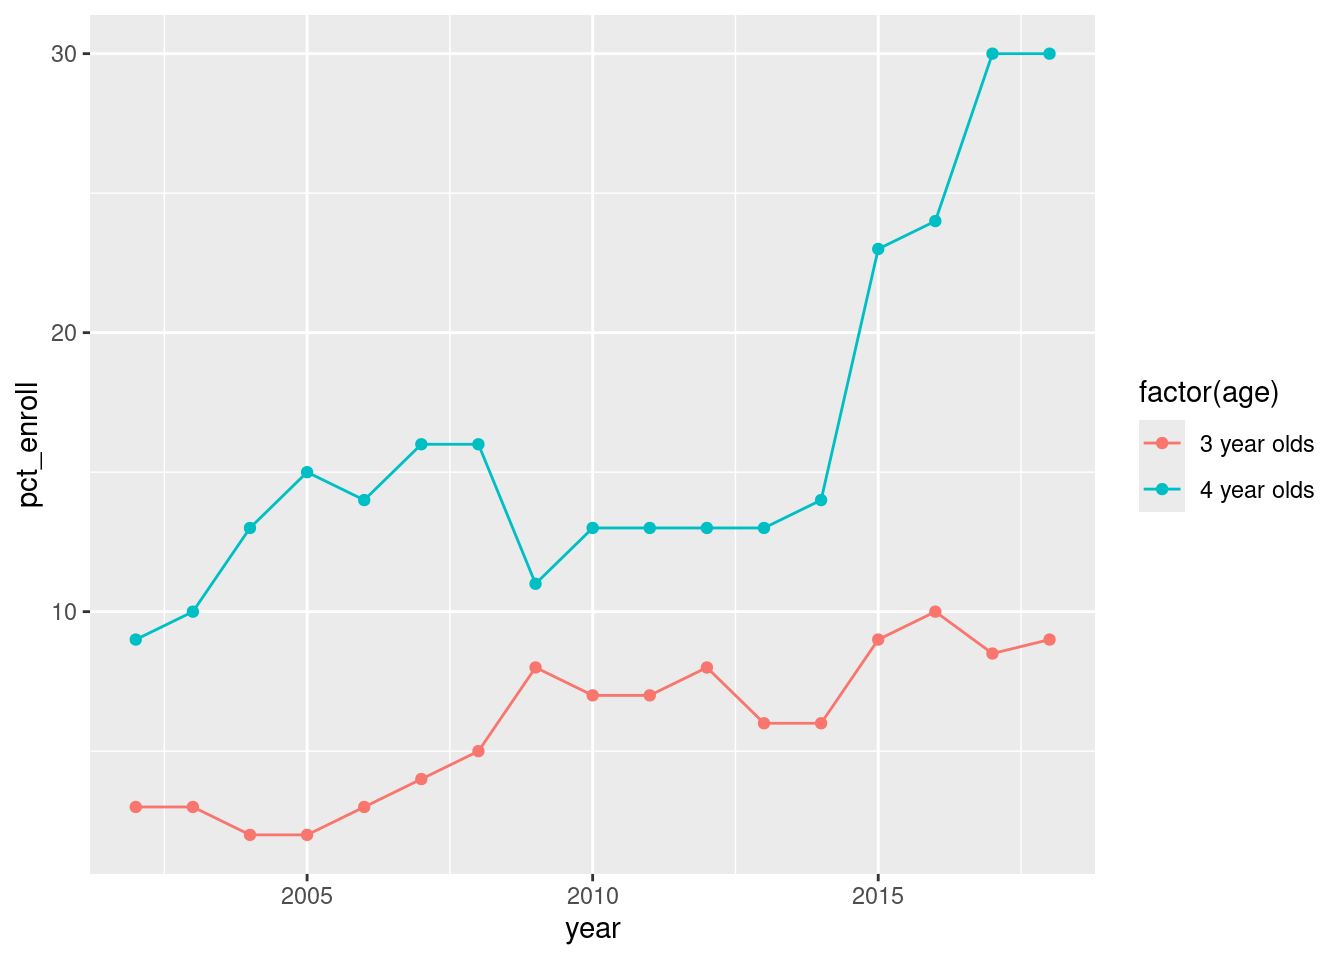 30
20
10
pct_enroll
2005 2010 2015
year
factor(age)
3 year olds
4 year olds